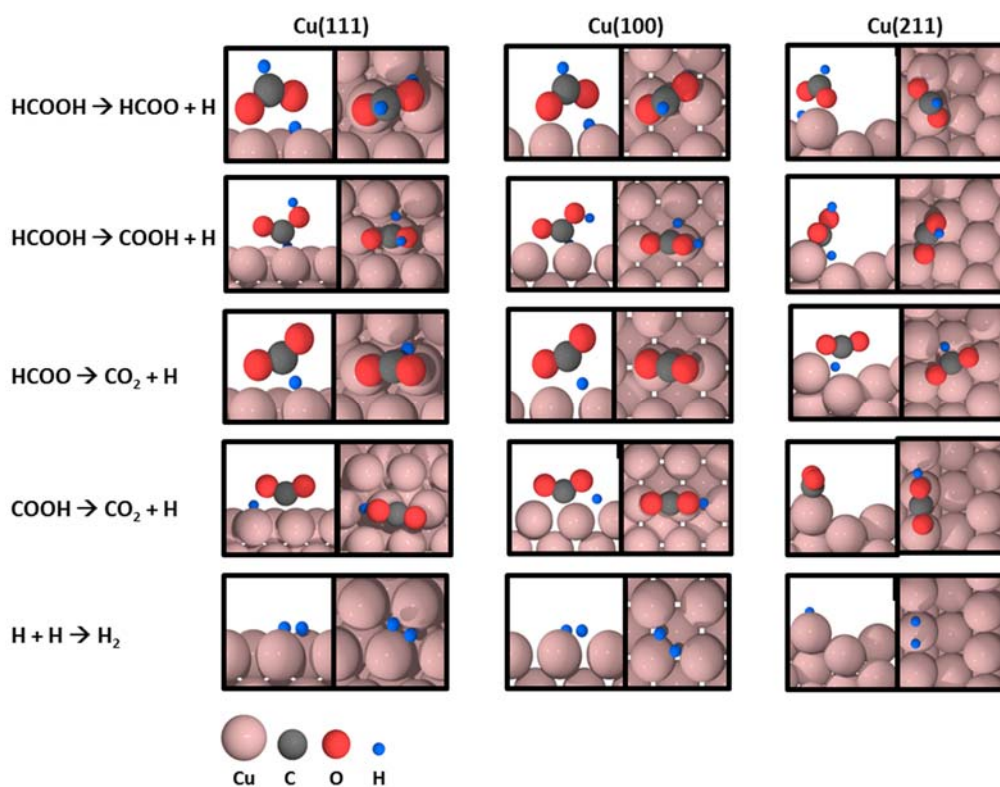 Cu(111) Cu(100) Cu(211)
HCOOH → HCOO + H
HCOOH → COOH + H
HCOO → CO₂ + H
COOH → CO₂ + H
H + H → H₂
Cu C O H